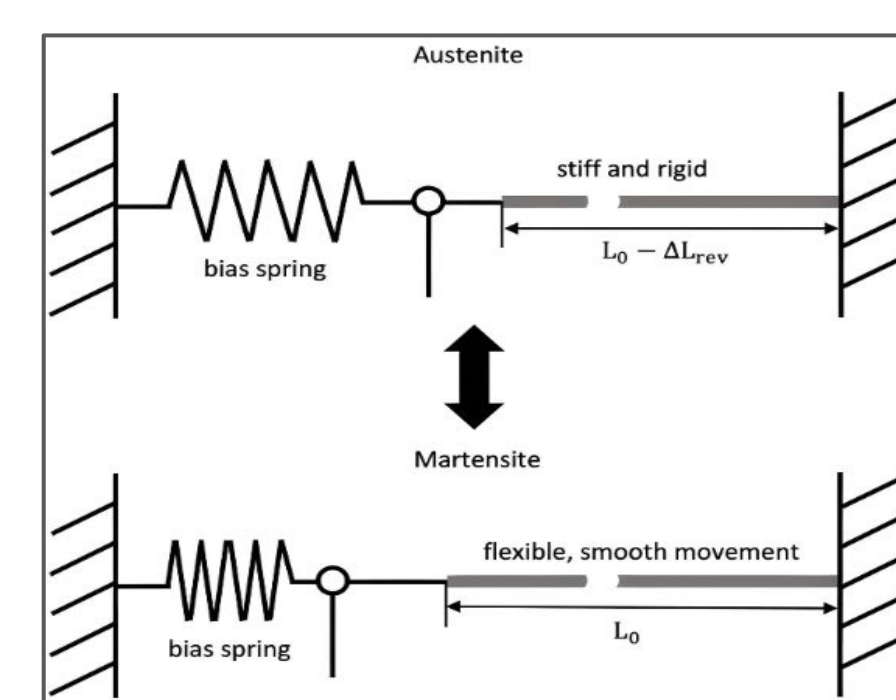 Austenite
stiff and rigid
L₀ − ΔLᵣₑᵥ
bias spring
Martensite
flexible, smooth movement
L₀
bias spring